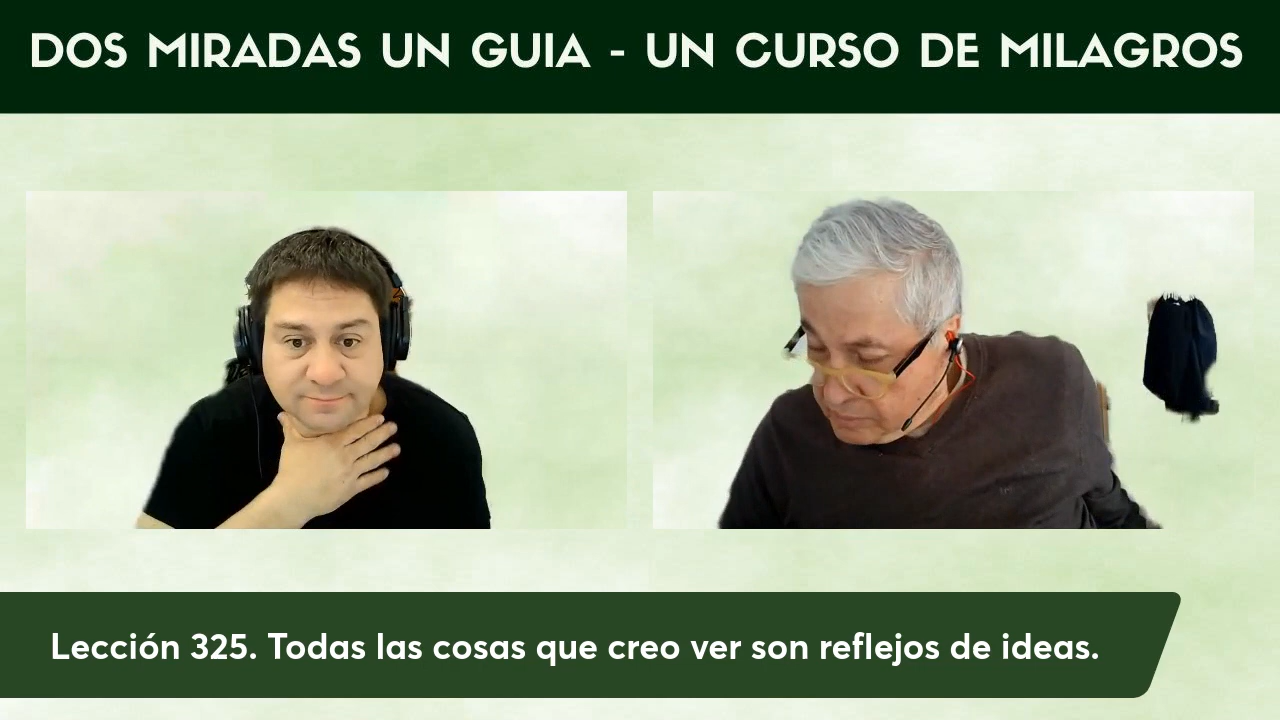 DOS MIRADAS UN GUIA - UN CURSO DE MILAGROS
Lección 325. Todas las cosas que creo ver son reflejos de ideas.